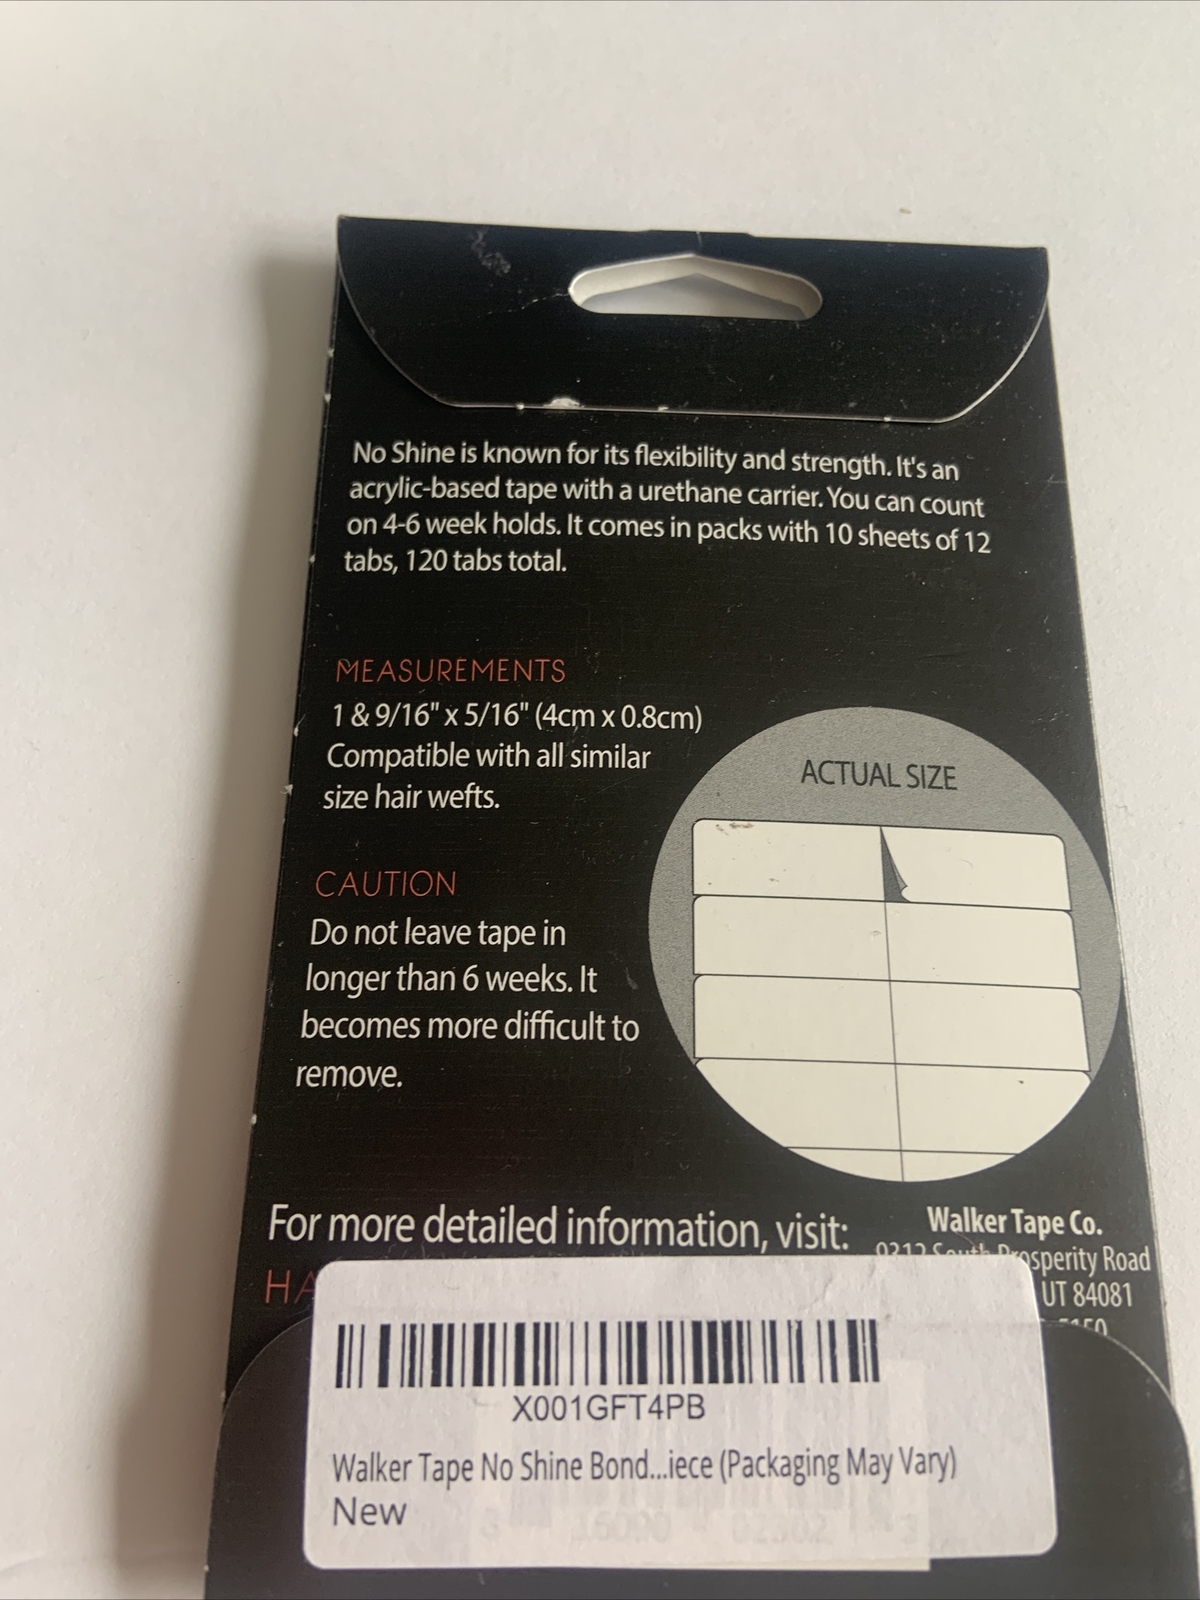 No Shine is known for its flexibility and strength. It's an
acrylic-based tape with a urethane carrier. You can count
on 4-6 week holds. It comes in packs with 10 sheets of 12
tabs, 120 tabs total.
MEASUREMENTS
1 & 9/16" x 5/16" (4cm x 0.8cm)
Compatible with all similar
size hair wefts.
ACTUAL SIZE
CAUTION
Do not leave tape in
longer than 6 weeks. It
becomes more difficult to
remove.
For more detailed information, visit:
HA
Walker Tape Co.
South Prosperity Road
UT 84081
X001GFT4PB
Walker Tape No Shine Bond...iece (Packaging May Vary)
New